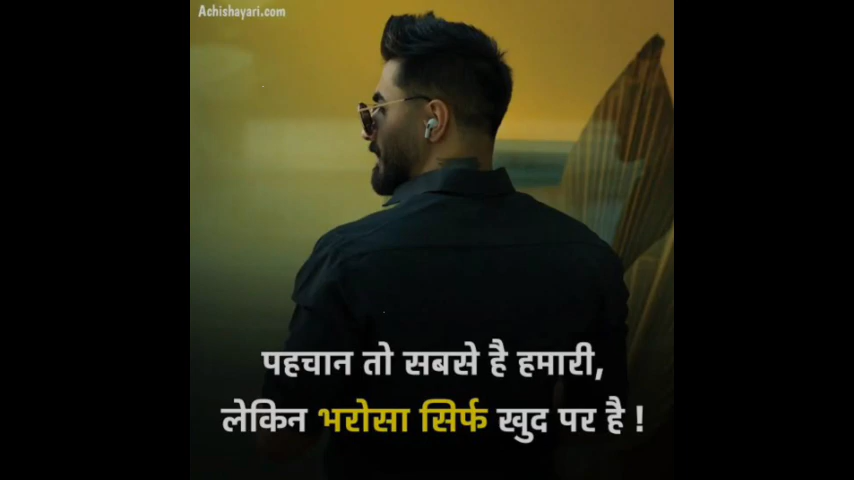 Achishayari.com
पहचान तो सबसे है हमारी,
लेकिन भरोसा सिर्फ खुद पर है !